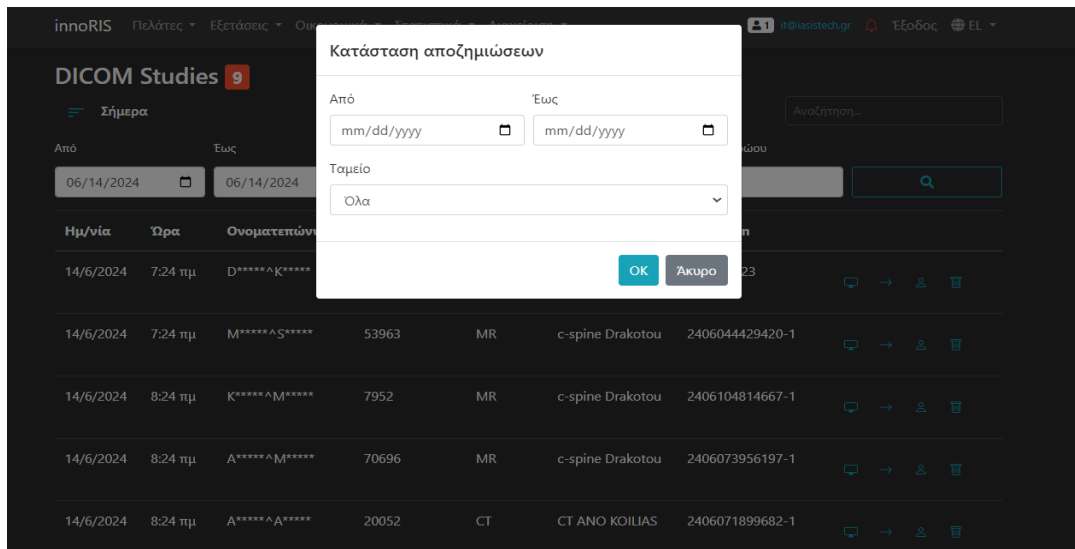 innoRIS Πελάτες Εξετάσεις 1 it@iasistech.gr Έξοδος EL
Κατάσταση αποζημιώσεων
DICOM Studies 9
Από Έως
Σήμερα mm/dd/yyyy mm/dd/yyyy Αναζήτηση...
Από Έως
Ταμείο
06/14/2024 06/14/2024 Όλα
Ημ/νία Ώρα
OK Άκυρο
14/6/2024 7:24 πμ D*****^K***** 23
14/6/2024 7:24 πμ M*****^S***** 53963 MR c-spine Drakotou 2406044429420-1
14/6/2024 8:24 πμ K*****^M***** 7952 MR c-spine Drakotou 2406104814667-1
14/6/2024 8:24 πμ A*****^M***** 70696 MR c-spine Drakotou 2406073956197-1
14/6/2024 8:24 πμ A*****^A***** 20052 CT CT ANO KOILIAS 2406071899682-1